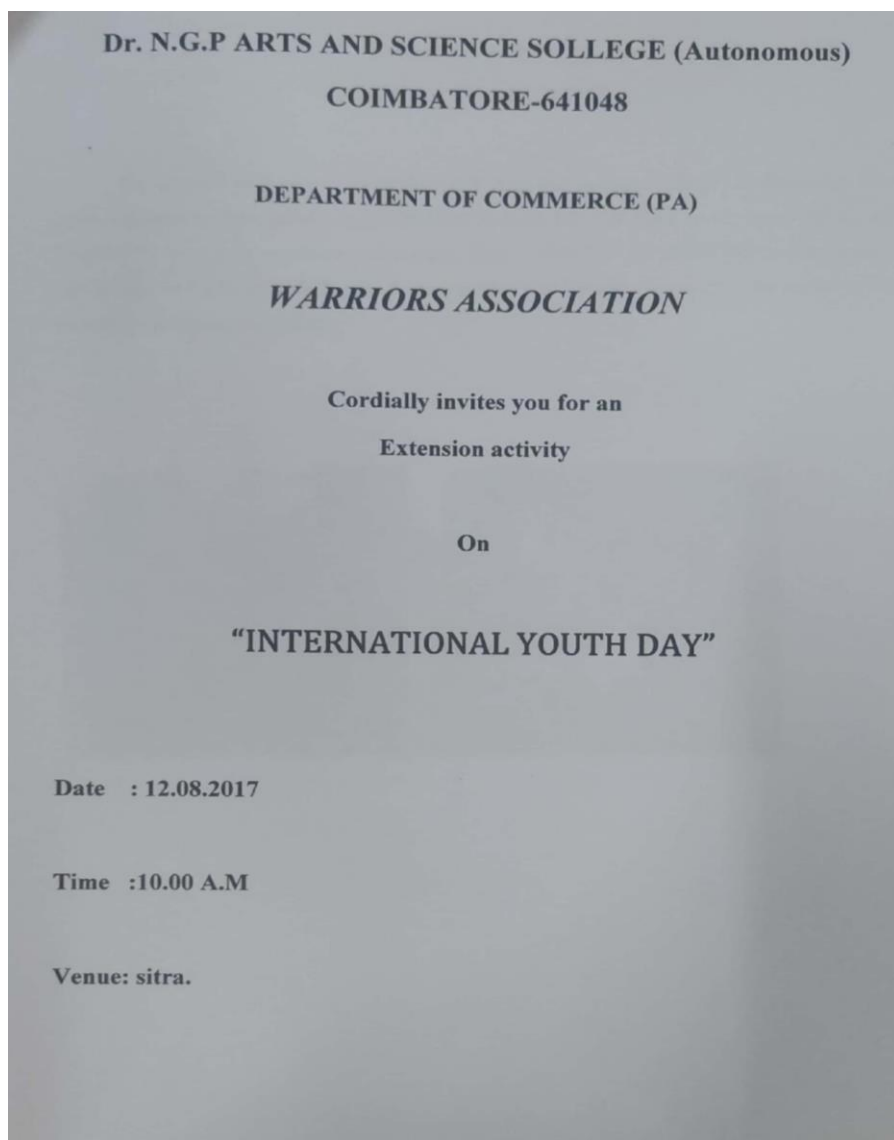 Dr. N.G.P ARTS AND SCIENCE SOLLEGE (Autonomous)
COIMBATORE-641048
DEPARTMENT OF COMMERCE (PA)
WARRIORS ASSOCIATION
Cordially invites you for an
Extension activity
On
“INTERNATIONAL YOUTH DAY”
Date : 12.08.2017
Time :10.00 A.M
Venue: sitra.